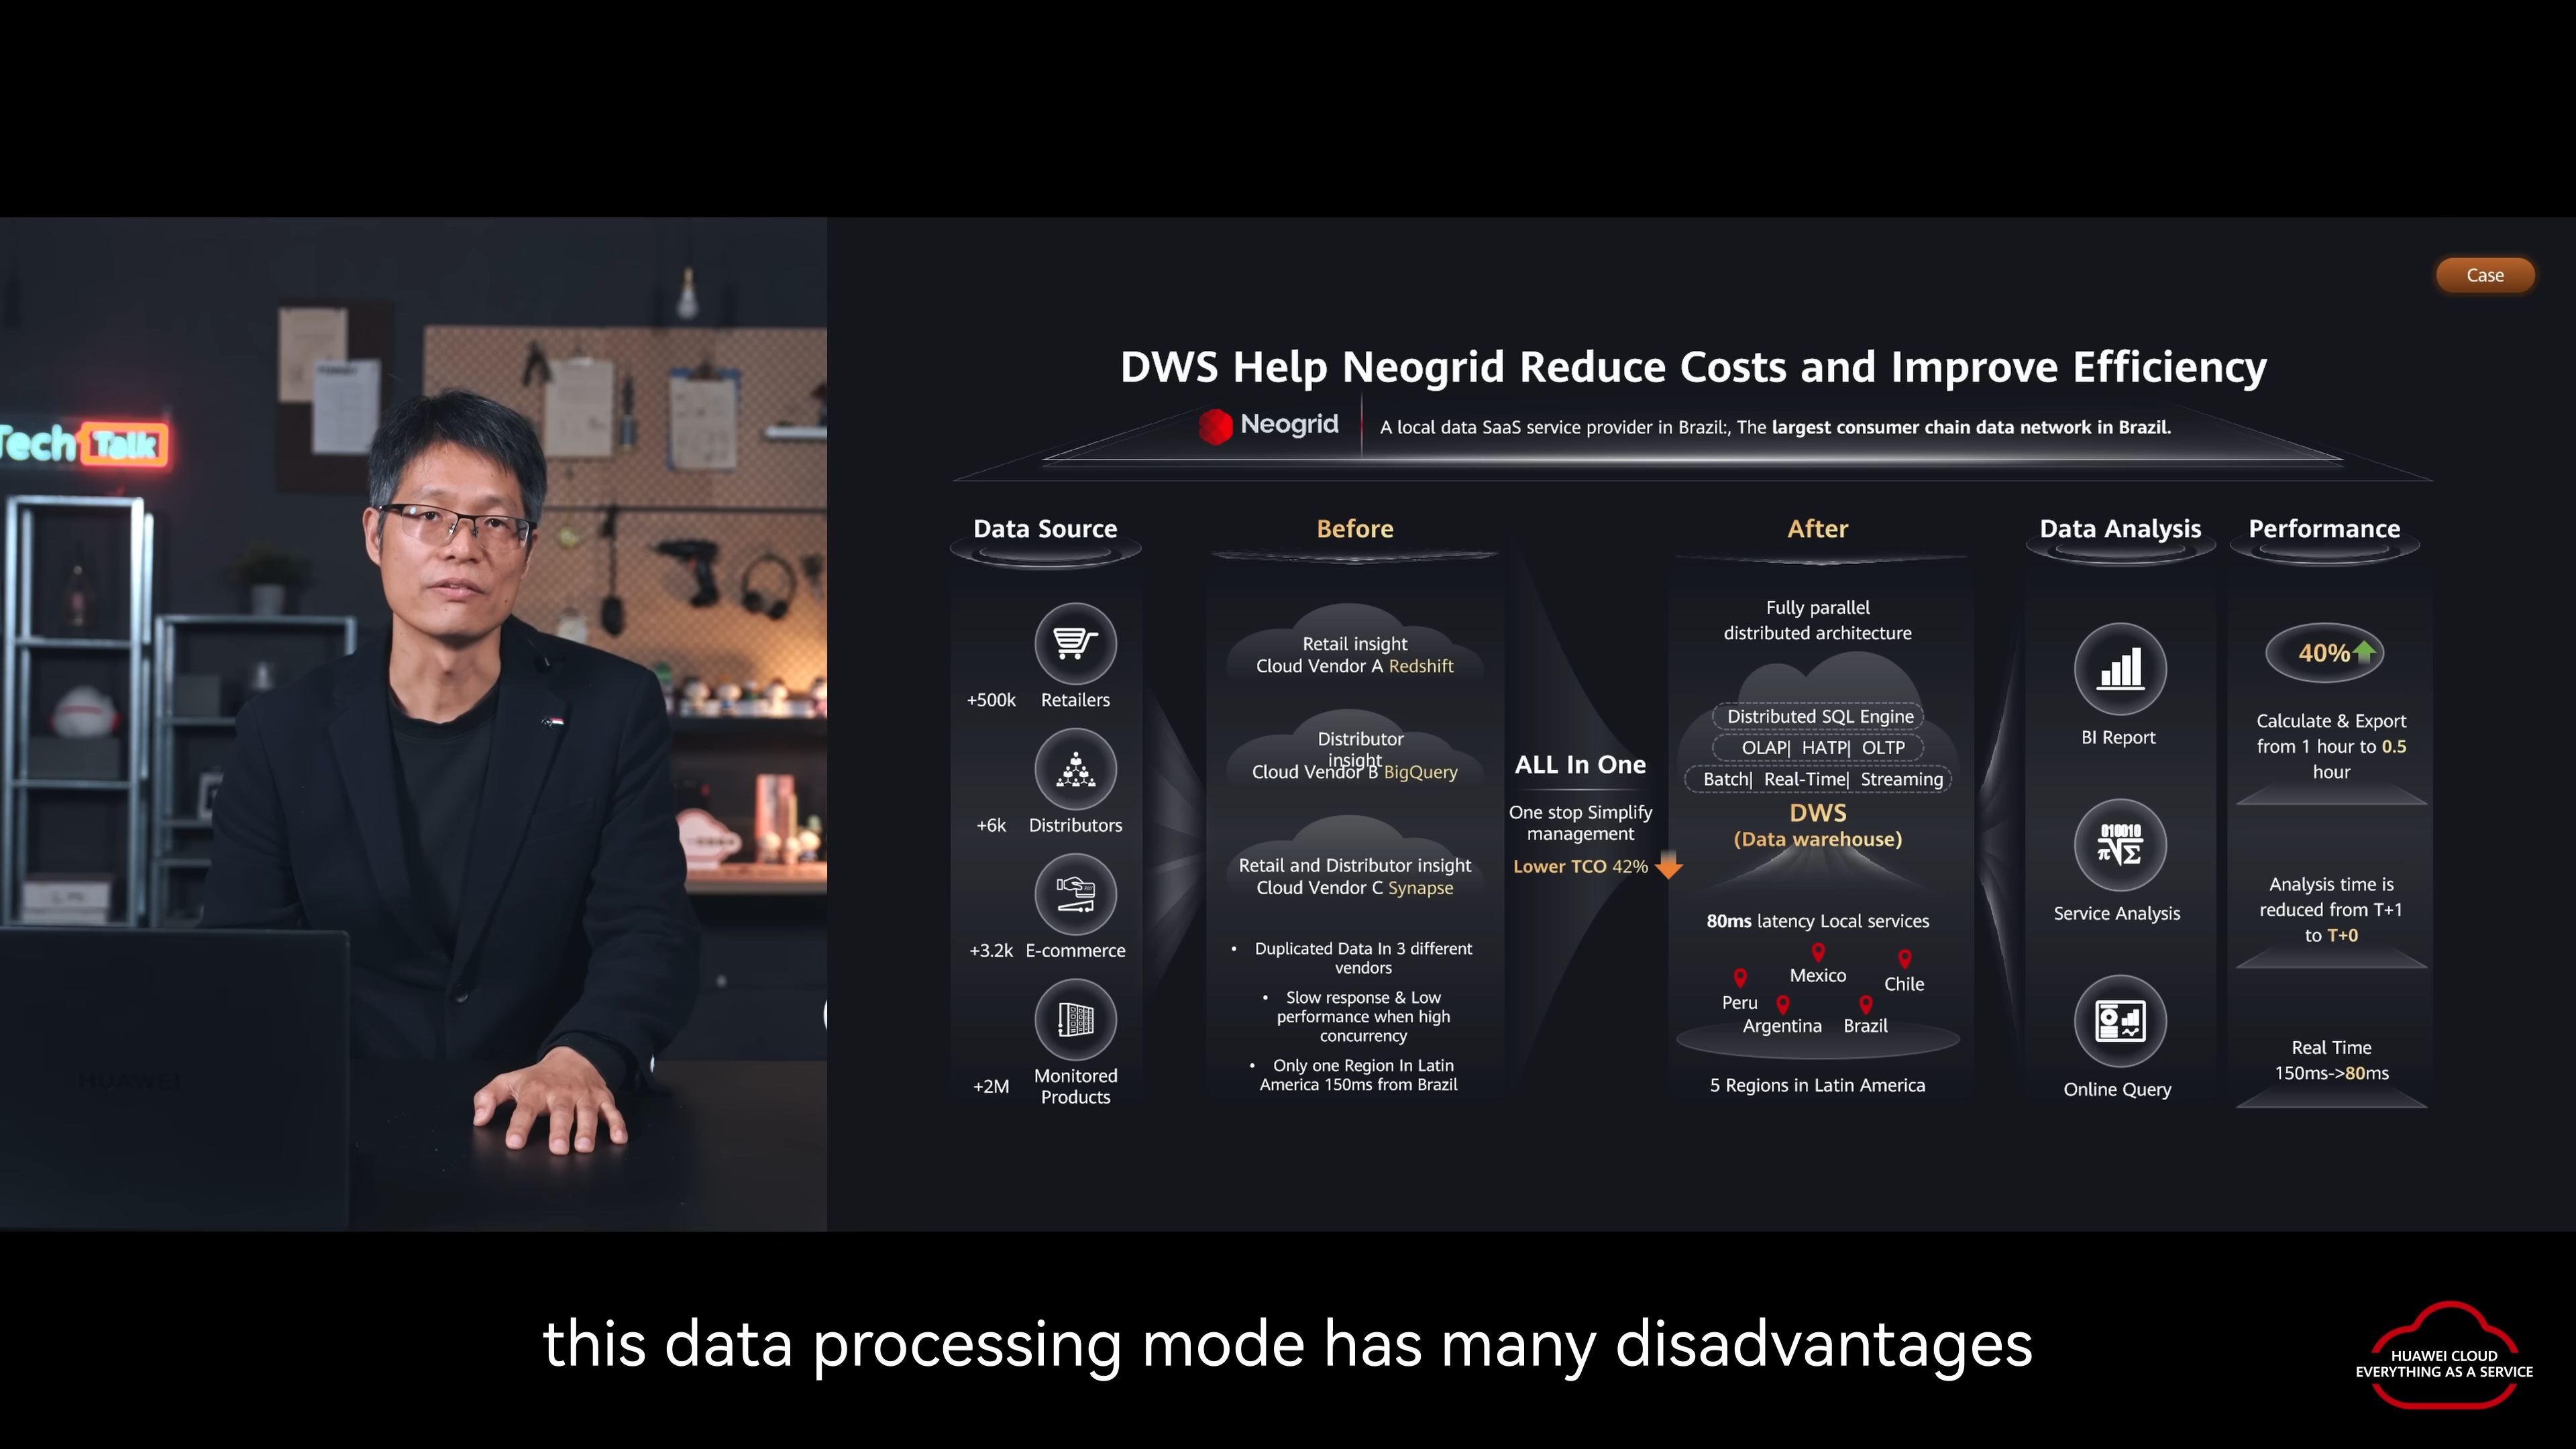 Case
DWS Help Neogrid Reduce Costs and Improve Efficiency
Neogrid
A local data SaaS service provider in Brazil:, The largest consumer chain data network in Brazil.
Tech Talk
Data Source
+500k Retailers
+6k Distributors
+3.2k E-commerce
+2M Monitored
Products
Before
Retail insight
Cloud Vendor A Redshift
Distributor
insight
Cloud Vendor B BigQuery
Retail and Distributor insight
Cloud Vendor C Synapse
• Duplicated Data In 3 different
vendors
• Slow response & Low
performance when high
concurrency
• Only one Region In Latin
America 150ms from Brazil
ALL In One
One stop Simplify
management
Lower TCO 42%
After
Fully parallel
distributed architecture
Distributed SQL Engine
OLAP| HATP| OLTP
Batch| Real-Time| Streaming
DWS
(Data warehouse)
80ms latency Local services
Mexico
Chile
Peru
Argentina
Brazil
5 Regions in Latin America
Data Analysis
BI Report
010010
π√Σ
Service Analysis
Online Query
Performance
40%
Calculate & Export
from 1 hour to 0.5
hour
Analysis time is
reduced from T+1
to T+0
Real Time
150ms->80ms
HUAWEI
this data processing mode has many disadvantages
HUAWEI CLOUD
EVERYTHING AS A SERVICE